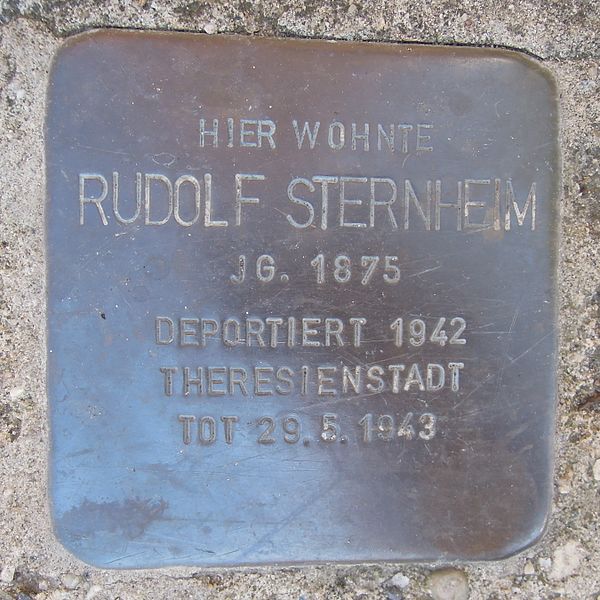 HIER WOHNTE
RUDOLF STERNHEIM
JG. 1875
DEPORTIERT 1942
THERESIENSTADT
TOT 29.5.1943